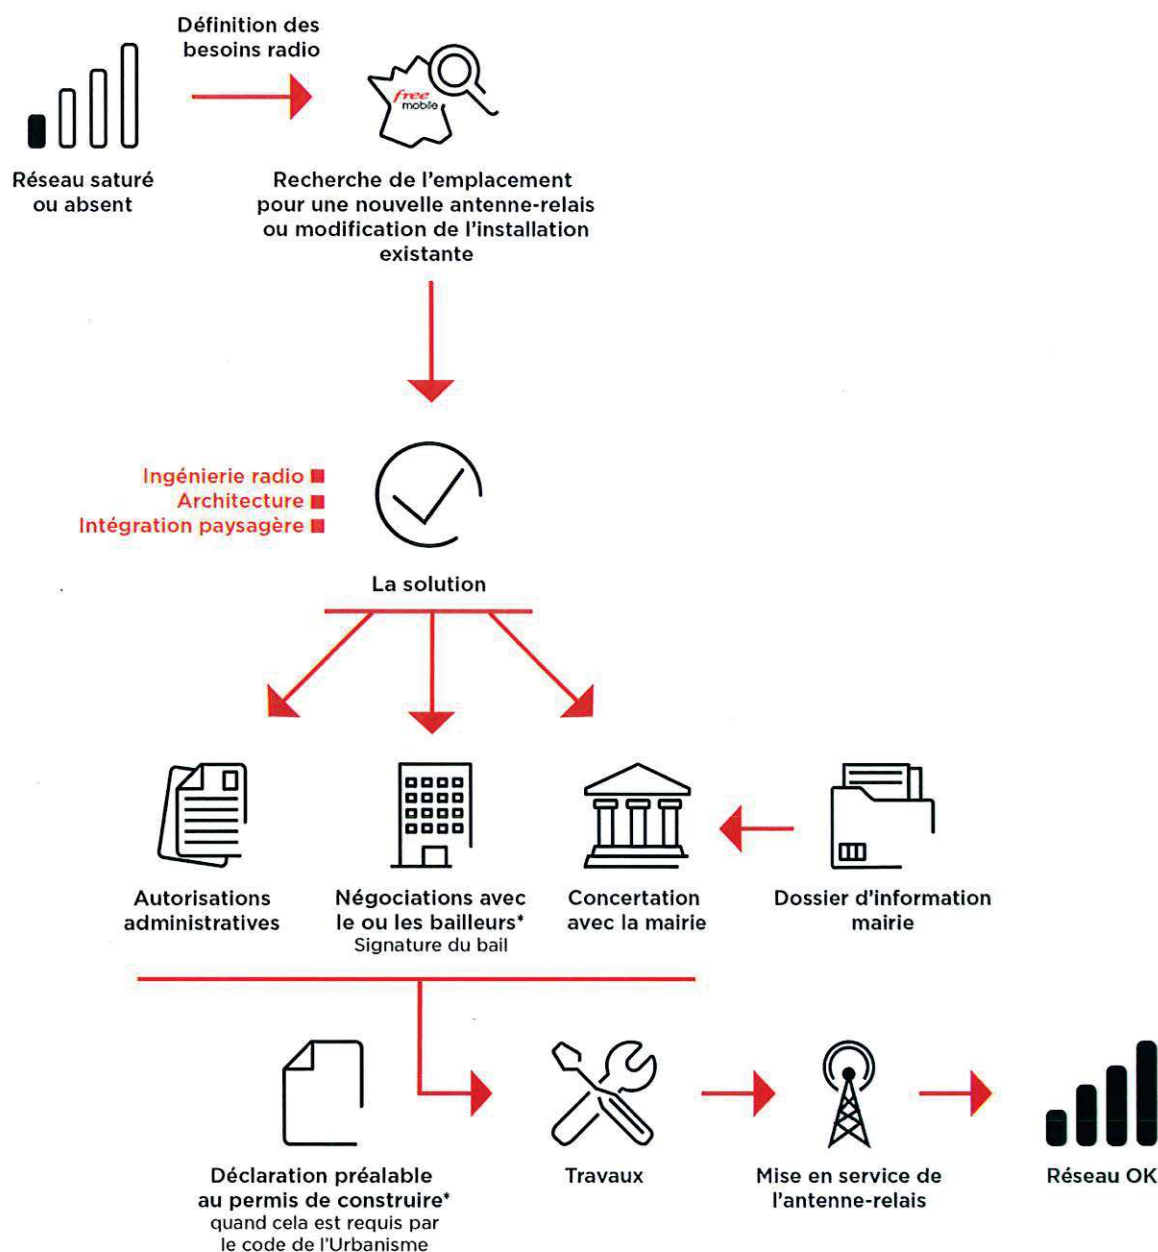 Définition des
besoins radio
free
mobile
Réseau saturé
ou absent
Recherche de l'emplacement
pour une nouvelle antenne-relais
ou modification de l'installation
existante
Ingénierie radio
Architecture
Intégration paysagère
La solution
Autorisations
administratives
Négociations avec
le ou les bailleurs*
Signature du bail
Concertation
avec la mairie
Dossier d'information
mairie
Déclaration préalable
au permis de construire*
quand cela est requis par
le code de l'Urbanisme
Travaux
Mise en service de
l'antenne-relais
Réseau OK